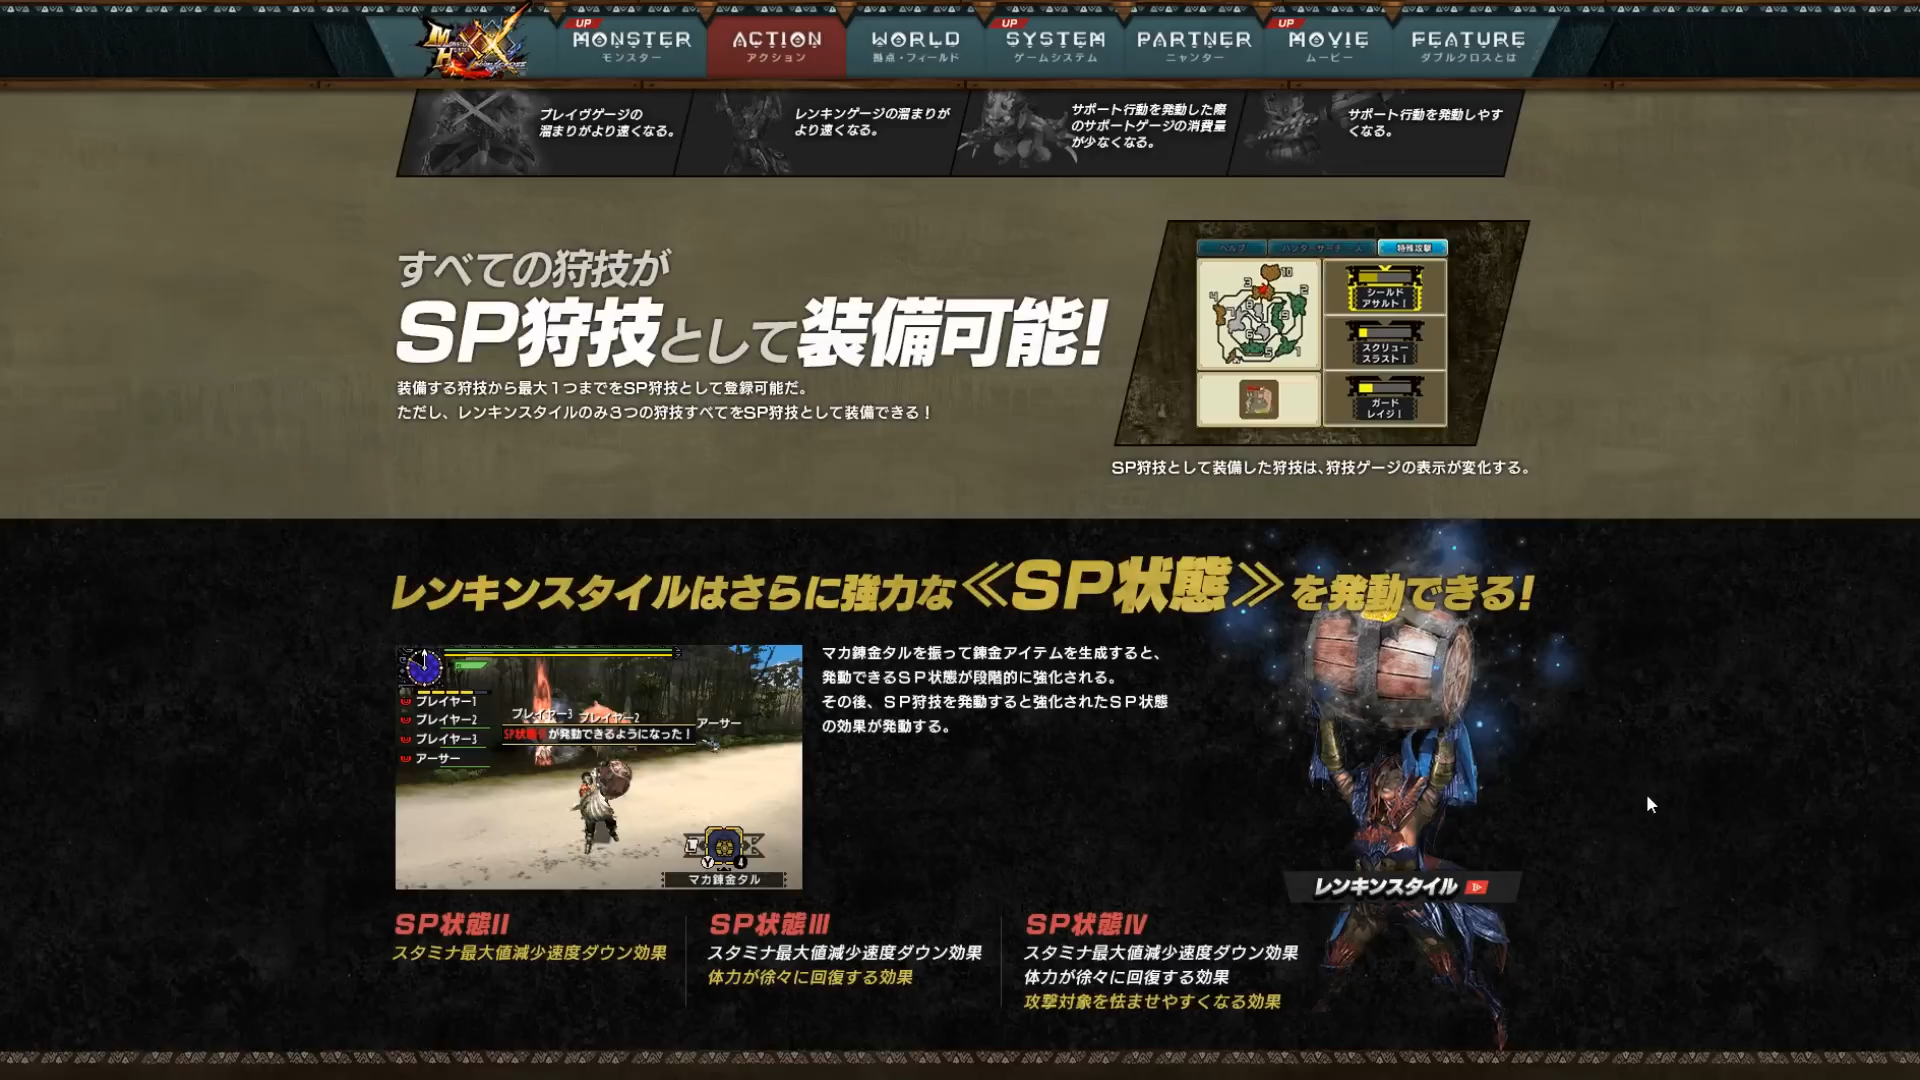 UP
MONSTER
モンスター
ACTION
アクション
WORLD
拠点・フィールド
UP
SYSTEM
ゲームシステム
PARTNER
ニャンター
UP
MOVIE
ムービー
FEATURE
ダブルクロスとは
ブレイヴゲージの
溜まりがより速くなる。
レンキンゲージの溜まりが
より速くなる。
サポート行動を発動した際
のサポートゲージの消費量
が少なくなる。
サポート行動を発動しやす
くなる。
すべての狩技が
SP狩技として装備可能!
装備する狩技から最大１つまでをSP狩技として登録可能だ。
ただし、レンキンスタイルのみ３つの狩技すべてをSP狩技として装備できる！
ヘルプ
特殊攻撃
シールド
アサルトⅠ
スクリュー
スラストⅠ
ガード
レイジⅠ
SP狩技として装備した狩技は、狩技ゲージの表示が変化する。
レンキンスタイルはさらに強力な≪SP状態≫を発動できる!
プレイヤー1
プレイヤー2
プレイヤー3
アーサー
プレイヤー3
プレイヤー2
アーサー
が発動できるようになった！
マカ錬金タル
マカ錬金タルを振って錬金アイテムを生成すると、
発動できるＳＰ状態が段階的に強化される。
その後、ＳＰ狩技を発動すると強化されたＳＰ状態
の効果が発動する。
レンキンスタイル
SP状態II
スタミナ最大値減少速度ダウン効果
SP状態III
スタミナ最大値減少速度ダウン効果
体力が徐々に回復する効果
SP状態IV
スタミナ最大値減少速度ダウン効果
体力が徐々に回復する効果
攻撃対象を怯ませやすくなる効果